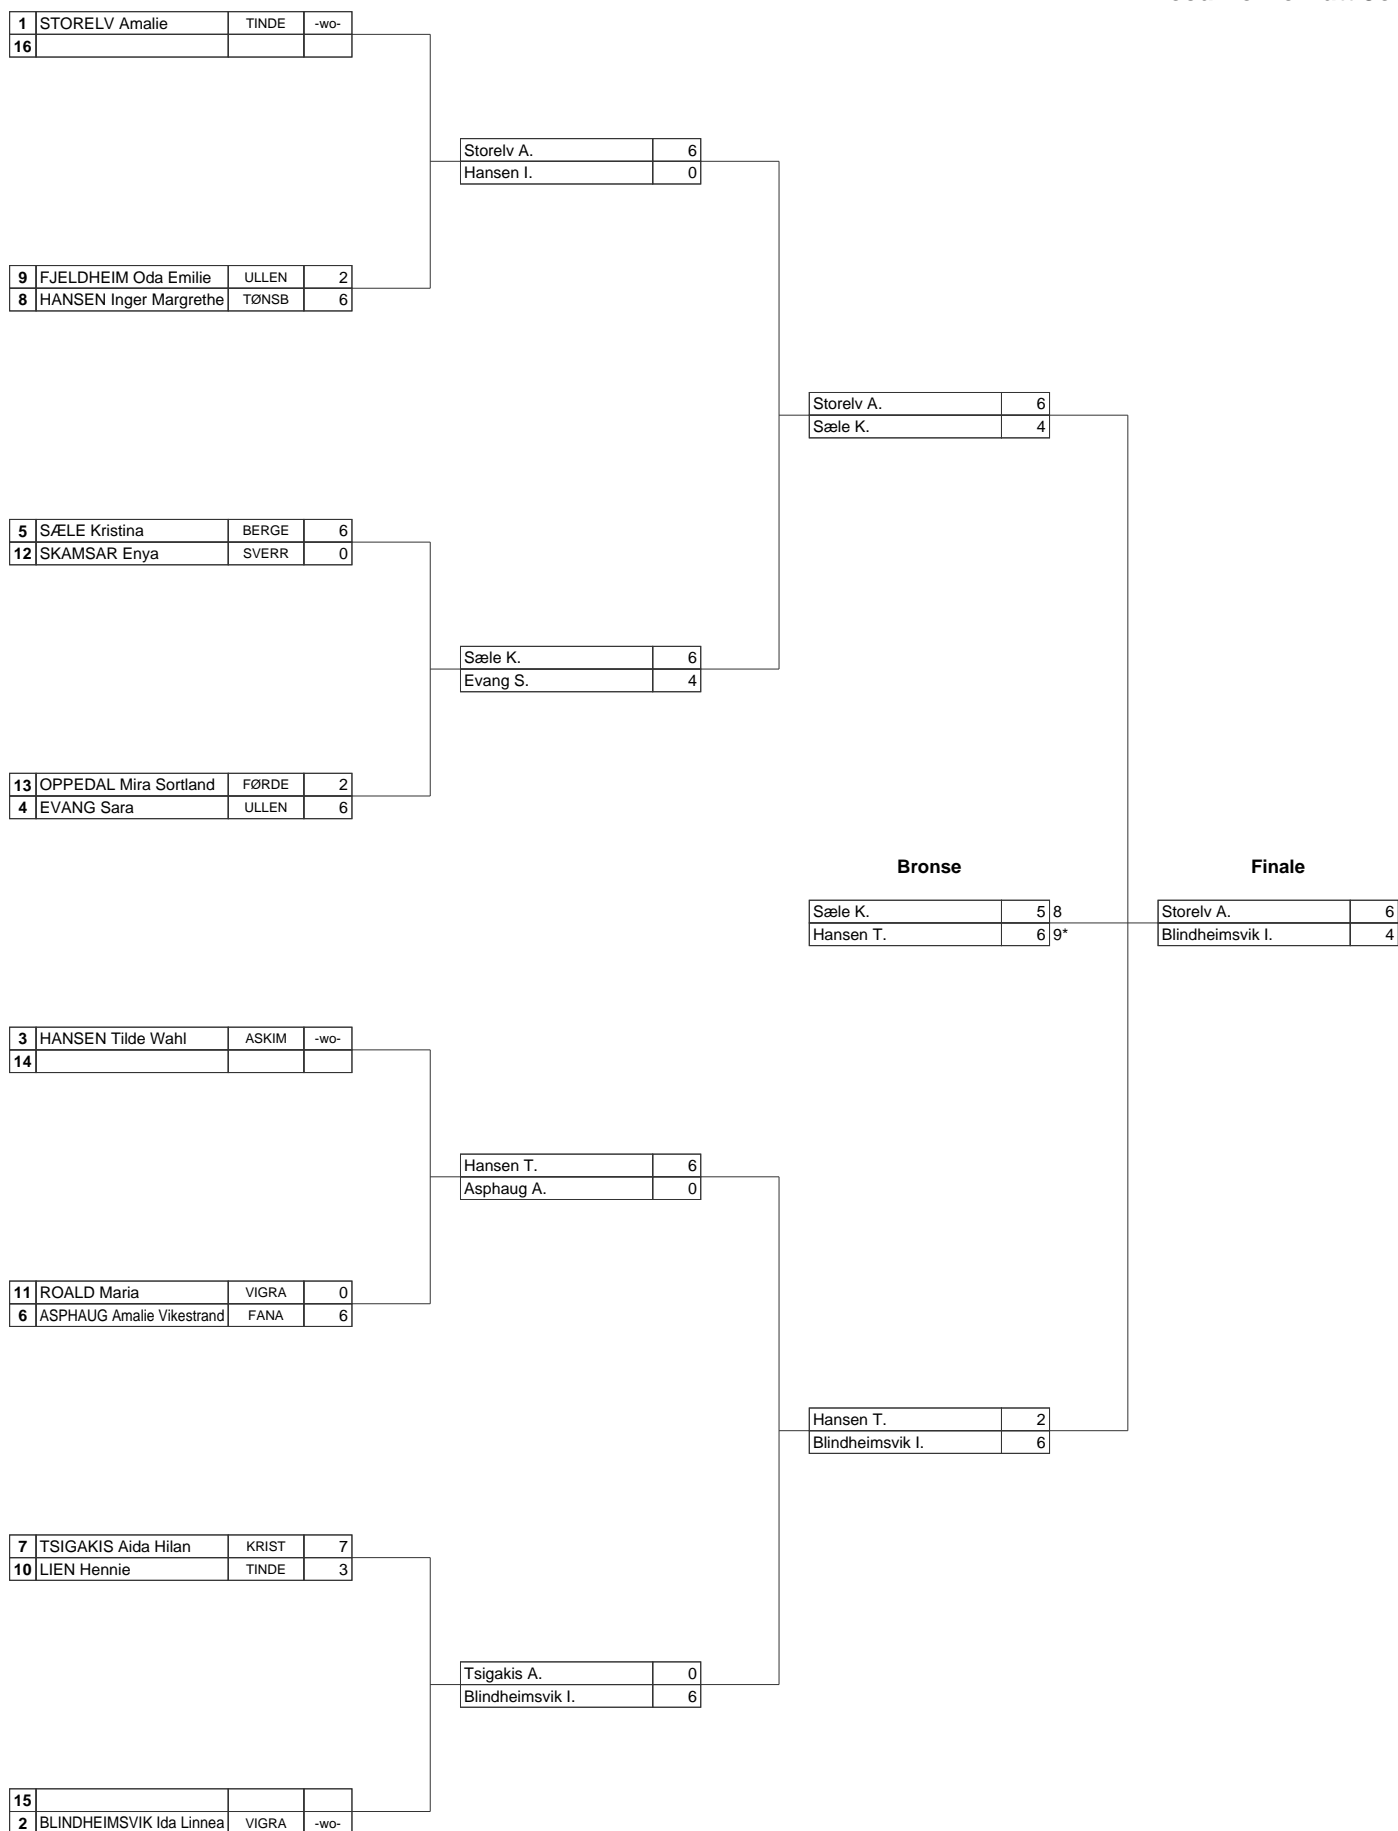 1 STORELV Amalie TINDE -wo-
16
Storelv A. 6
Hansen I. 0
9 FJELDHEIM Oda Emilie ULLEN 2
8 HANSEN Inger Margrethe TØNSB 6
Storelv A. 6
Sæle K. 4
5 SÆLE Kristina BERGE 6
12 SKAMSAR Enya SVERR 0
Sæle K. 6
Evang S. 4
13 OPPEDAL Mira Sortland FØRDE 2
4 EVANG Sara ULLEN 6
Bronse Finale
Sæle K. 5 8 Storelv A. 6
Hansen T. 6 9* Blindheimsvik I. 4
3 HANSEN Tilde Wahl ASKIM -wo-
14
Hansen T. 6
Asphaug A. 0
11 ROALD Maria VIGRA 0
6 ASPHAUG Amalie Vikestrand FANA 6
Hansen T. 2
Blindheimsvik I. 6
7 TSIGAKIS Aida Hilan KRIST 7
10 LIEN Hennie TINDE 3
Tsigakis A. 0
Blindheimsvik I. 6
15
2 BLINDHEIMSVIK Ida Linnea VIGRA -wo-